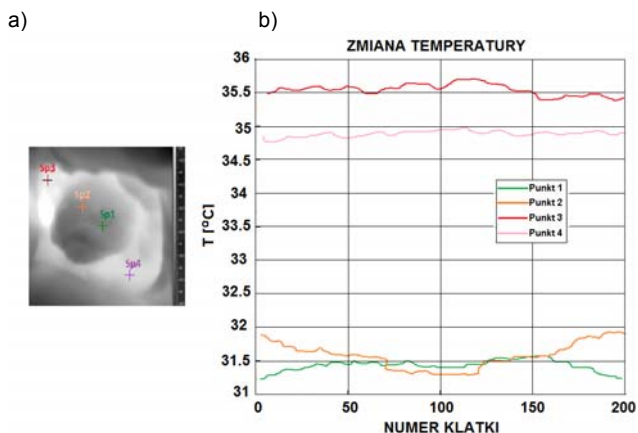 a)
b)
ZMIANA TEMPERATURY
36
35.5
35
34.5
34
33.5
33
32.5
32
31.5
31
T [°C]
Sp3
Sp2
Sp1
Sp4
Punkt 1
Punkt 2
Punkt 3
Punkt 4
0
50
100
150
200
NUMER KLATKI